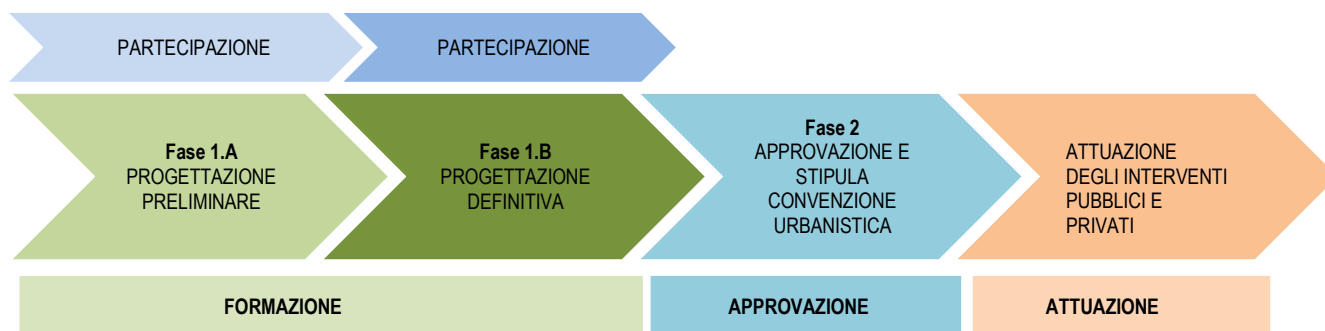 PARTECIPAZIONE
PARTECIPAZIONE
Fase 1.A
PROGETTAZIONE
PRELIMINARE
Fase 1.B
PROGETTAZIONE
DEFINITIVA
Fase 2
APPROVAZIONE E
STIPULA
CONVENZIONE
URBANISTICA
ATTUAZIONE
DEGLI INTERVENTI
PUBBLICI E
PRIVATI
FORMAZIONE
APPROVAZIONE
ATTUAZIONE